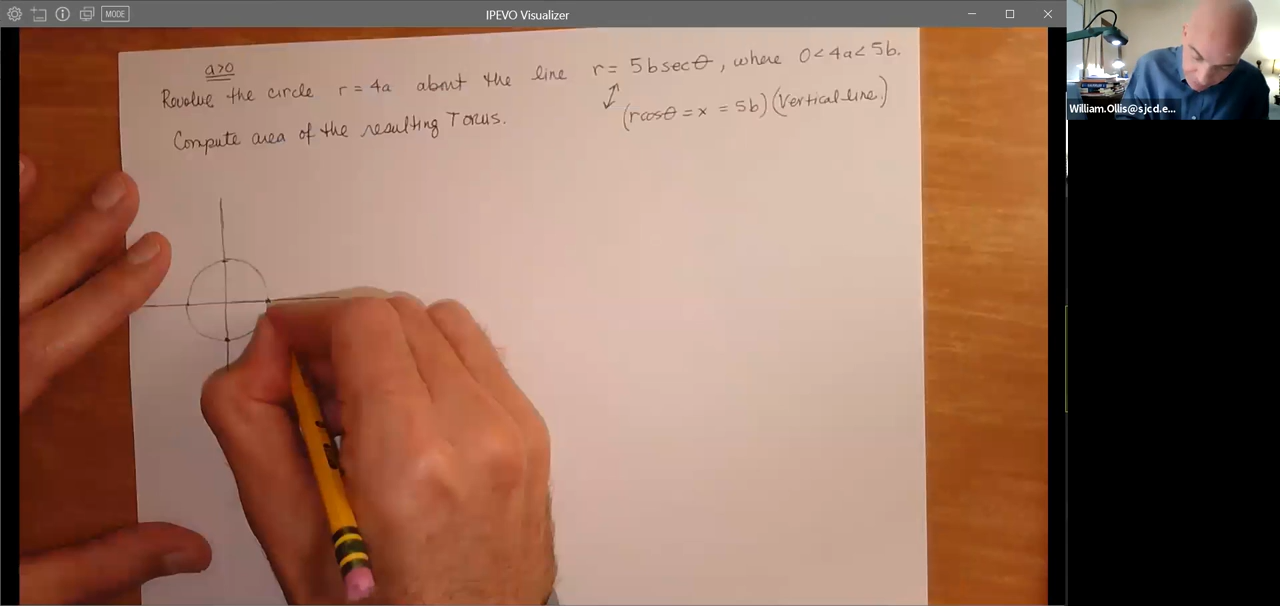 MODE
IPEVO Visualizer
a>0
Revolve the circle r = 4a about the line r = 5b secθ, where 0 < 4a < 5b.
(r cosθ = x = 5b) (Vertical line)
Compute area of the resulting Torus.
William.Ollis@sjcd.e...